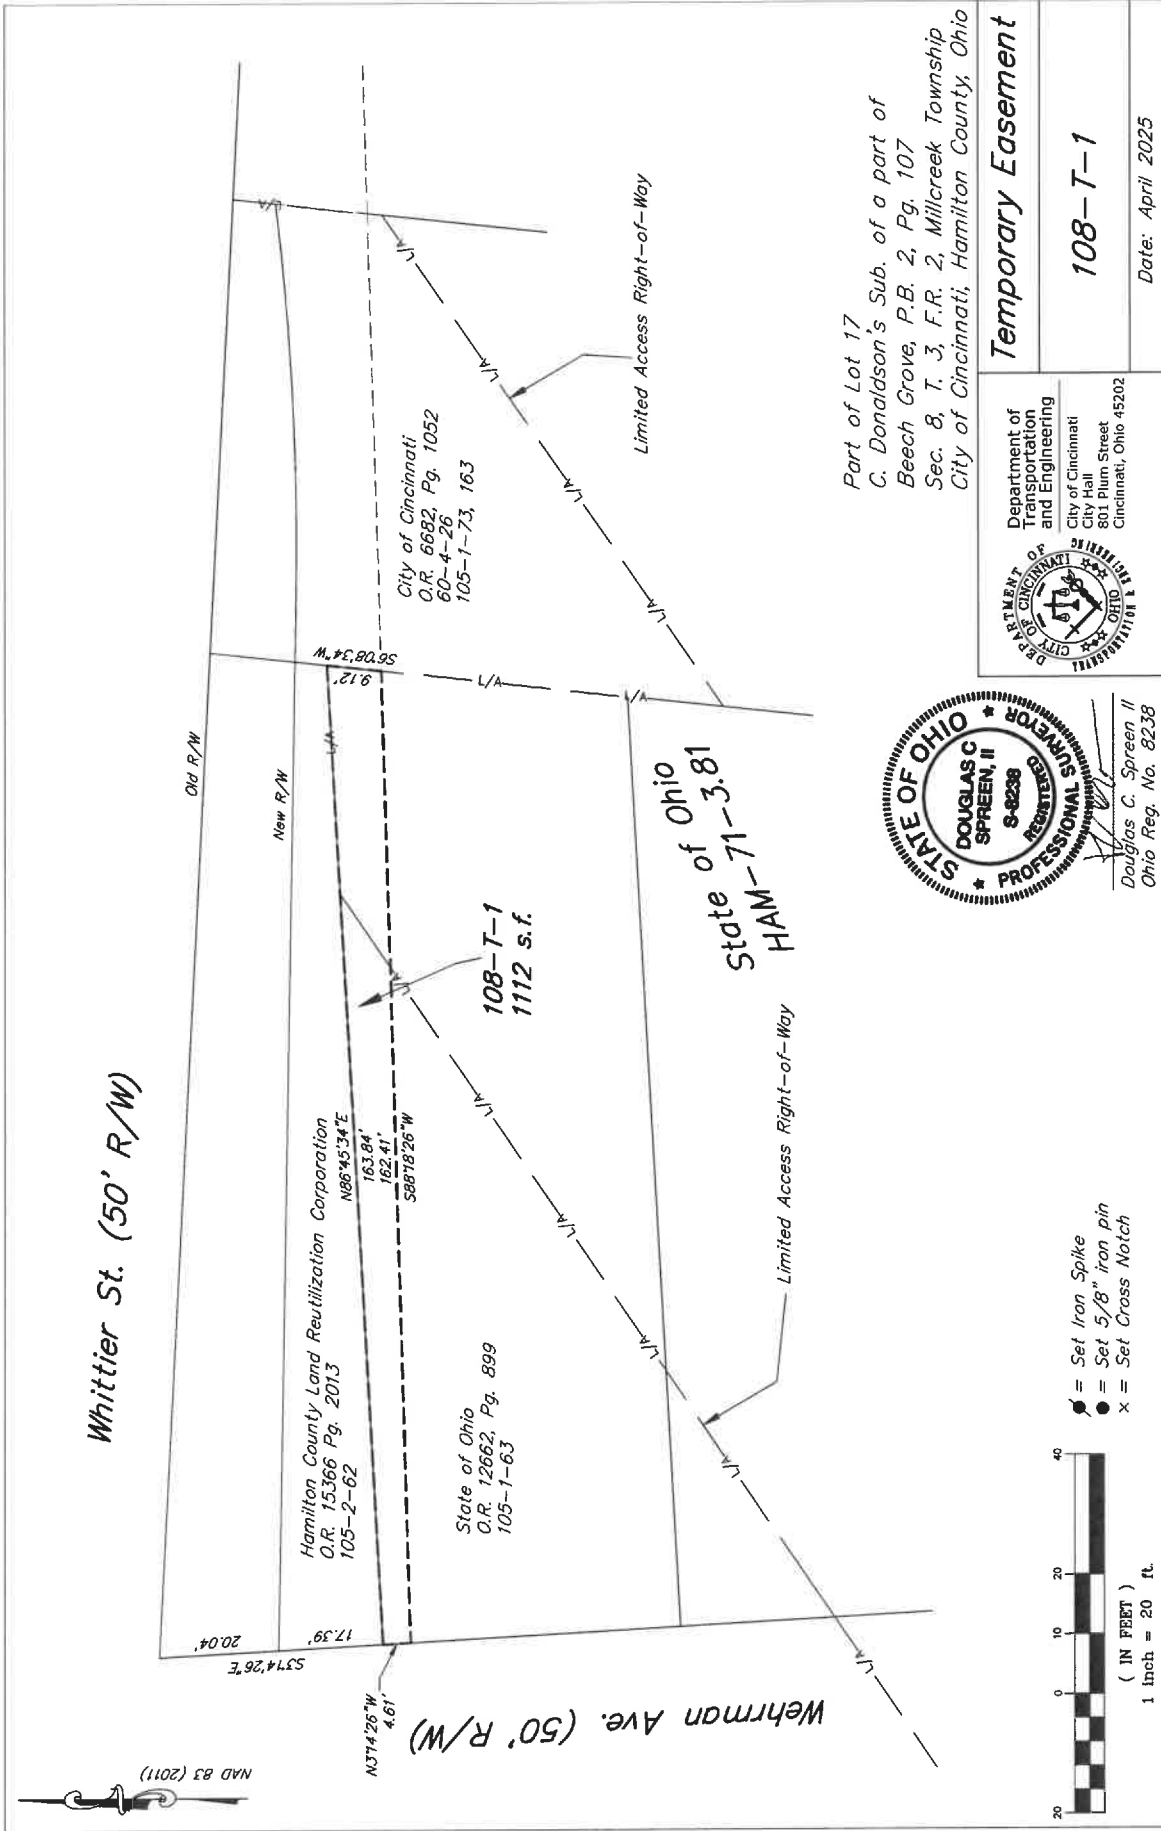 Whittier St. (50' R/W)
Old R/W
New R/W
NAD 83 (2011)
20.04'
S3°14'26"E
17.39'
N3°14'26"W
4.61'
Wehrman Ave. (50' R/W)
Hamilton County Land Reutilization Corporation
O.R. 15366 Pg. 2013
105-2-62
N86°45'34"E
163.84'
162.41'
S88°18'26"W
State of Ohio
O.R. 12662, Pg. 899
105-1-63
108-T-1
1112 s.f.
9.12'
S6°08'34"W
City of Cincinnati
O.R. 6682, Pg. 1052
60-4-26
105-1-73, 163
L/A
L/A
L/A
L/A
L/A
L/A
L/A
L/A
L/A
L/A
L/A
L/A
L/A
L/A
Limited Access Right-of-Way
Limited Access Right-of-Way
State of Ohio
HAM-71-3.81
Part of Lot 17
C. Donaldson's Sub. of a part of
Beech Grove, P.B. 2, Pg. 107
Sec. 8, T. 3, F.R. 2, Millcreek Township
City of Cincinnati, Hamilton County, Ohio
= Set Iron Spike
= Set 5/8" iron pin
x = Set Cross Notch
20 0 10 20 40
( IN FEET )
1 inch = 20 ft.
STATE OF OHIO
DOUGLAS C
SPREEN, II
S-8238
REGISTERED
PROFESSIONAL SURVEYOR
Douglas C. Spreen II
Ohio Reg. No. 8238
DEPARTMENT OF
TRANSPORTATION & ENGINEERING
CITY OF CINCINNATI
OHIO
Department of
Transportation
and Engineering
City of Cincinnati
City Hall
801 Plum Street
Cincinnati, Ohio 45202
Temporary Easement
108-T-1
Date: April 2025